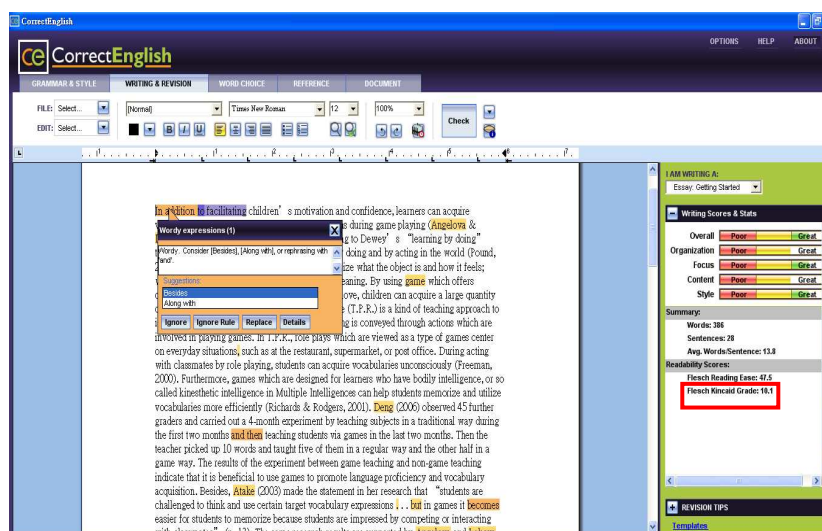 CorrectEnglish
OPTIONS HELP ABOUT
ce CorrectEnglish
GRAMMAR & STYLE WRITING & REVISION WORD CHOICE REFERENCE DOCUMENT
FILE: Select... [Normal] Times New Roman 12 100% Check
EDIT: Select... B I U
In addition to facilitating children's motivation and confidence, learners can acquire
s during game playing (Angelova &
g to Dewey's "learning by doing"
doing and by acting in the world (Pound,
ize what the object is and how it feels;
eaning. By using game which offers
ove, children can acquire a large quantity
e (T.P.R.) is a kind of teaching approach to
g is conveyed through actions which are
involved in playing games. In T.P.R., role plays which are viewed as a type of games center
on everyday situations, such as at the restaurant, supermarket, or post office. During acting
with classmates by role playing, students can acquire vocabularies unconsciously (Freeman,
2000). Furthermore, games which are designed for learners who have bodily intelligence, or so
called kinesthetic intelligence in Multiple Intelligences can help students memorize and utilize
vocabularies more efficiently (Richards & Rodgers, 2001). Deng (2006) observed 45 further
graders and carried out a 4-month experiment by teaching subjects in a traditional way during
the first two months and then teaching students via games in the last two months. Then the
teacher picked up 10 words and taught five of them in a regular way and the other half in a
game way. The results of the experiment between game teaching and non-game teaching
indicate that it is beneficial to use games to promote language proficiency and vocabulary
acquisition. Besides, Atake (2003) made the statement in her research that "students are
challenged to think and use certain target vocabulary expressions . . . but in games it becomes
easier for students to memorize because students are impressed by competing or interacting
Wordy expressions (1)
Wordy. Consider [Besides], [Along with], or rephrasing with
'and'.
Suggestions:
Besides
Along with
Ignore Ignore Rule Replace Details
I AM WRITING A:
Essay: Getting Started
Writing Scores & Stats
Overall Poor Great
Organization Poor Great
Focus Poor Great
Content Poor Great
Style Poor Great
Summary:
Words: 386
Sentences: 28
Avg. Words/Sentence: 13.8
Readability Scores:
Flesch Reading Ease: 47.5
Flesch Kincaid Grade: 10.1
REVISION TIPS
Templates